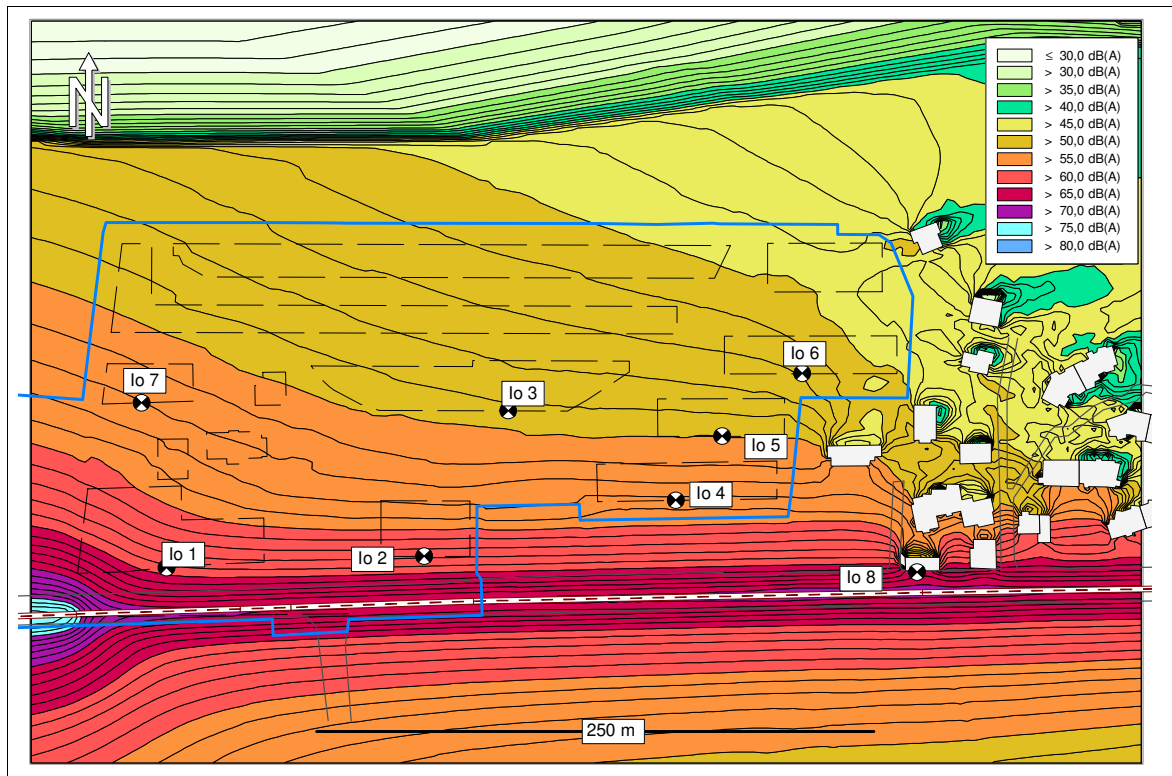 ≤ 30,0 dB(A)
> 30,0 dB(A)
> 35,0 dB(A)
> 40,0 dB(A)
> 45,0 dB(A)
> 50,0 dB(A)
> 55,0 dB(A)
> 60,0 dB(A)
> 65,0 dB(A)
> 70,0 dB(A)
> 75,0 dB(A)
> 80,0 dB(A)
N
Io 6
Io 7
Io 3
Io 5
Io 4
Io 1
Io 2
Io 8
250 m